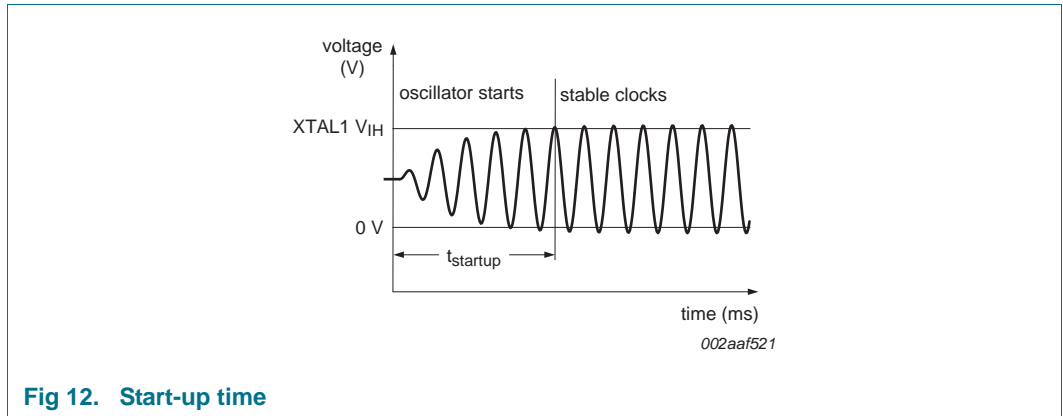 voltage
(V)
oscillator starts
stable clocks
XTAL1 VIH
0 V
tstartup
time (ms)
002aaf521
Fig 12. Start-up time